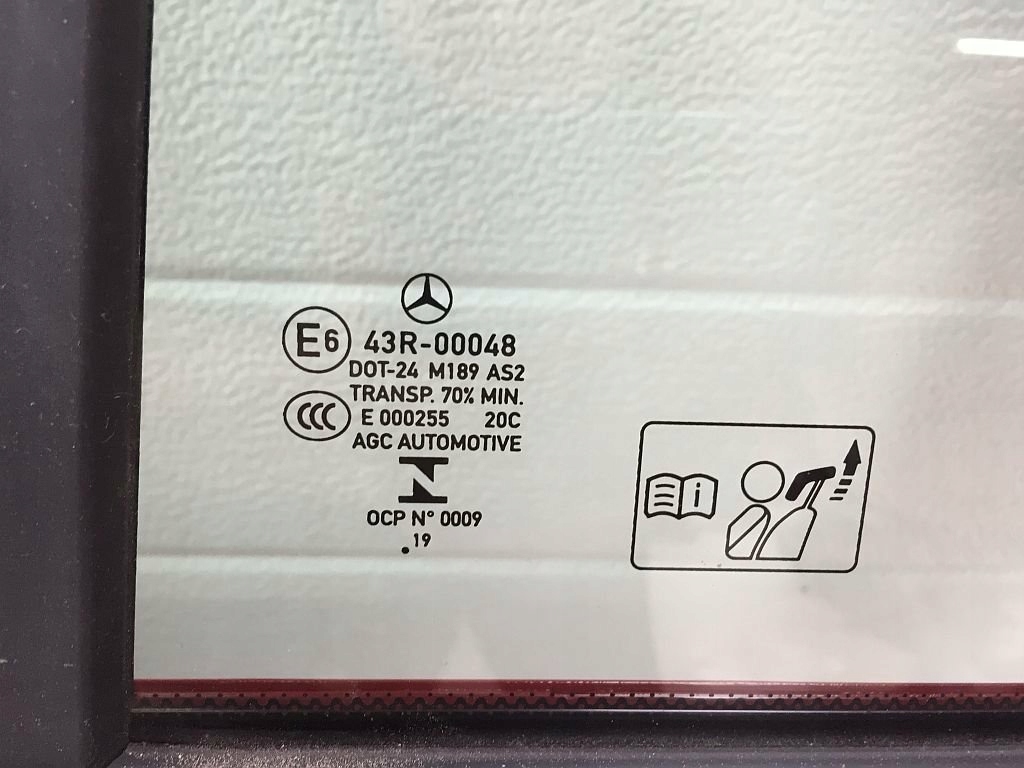 E6 43R-00048
DOT-24 M189 AS2
TRANSP. 70% MIN.
CCC E 000255 20C
AGC AUTOMOTIVE
OCP N° 0009
.19
i